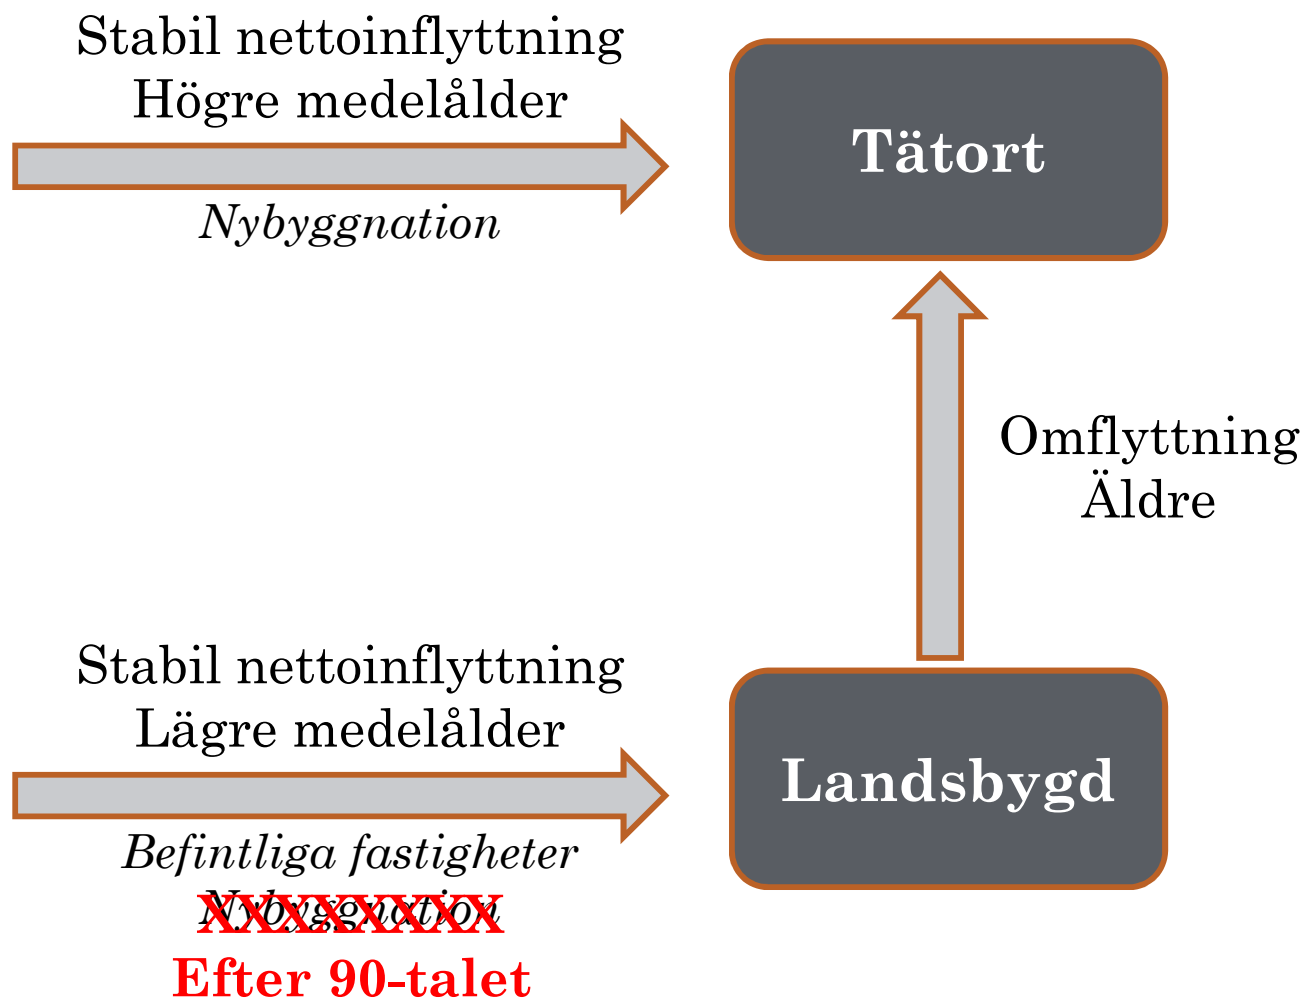 Stabil nettoinflyttning
Högre medelålder
Nybyggnation
Tätort
Omflyttning
Äldre
Stabil nettoinflyttning
Lägre medelålder
Befintliga fastigheter
Nybyggnation
XXXXXXXX
Efter 90-talet
Landsbygd